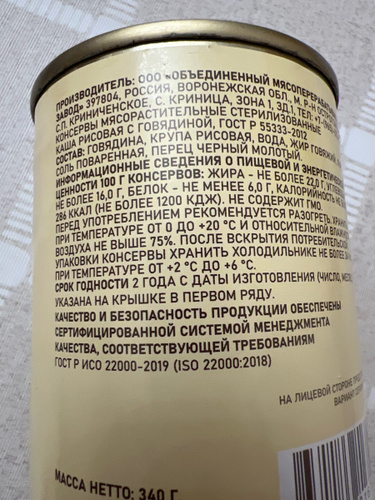 ПРОИЗВОДИТЕЛЬ: ООО «ОБЪЕДИНЕННЫЙ
ЗАВОД» 397804, РОССИЯ, ВОРОНЕЖСКАЯ ОБЛ, М. Р-Н
С.П. КРИНИЧЕНСКОЕ, С. КРИНИЦА, ЗОНА 1, ЗД.1,
КОНСЕРВЫ МЯСОРАСТИТЕЛЬНЫЕ СТЕРИЛИЗОВАННЫЕ
КАША РИСОВАЯ С ГОВЯДИНОЙ, ГОСТ Р 55333-2012
СОСТАВ: ГОВЯДИНА, КРУПА РИСОВАЯ, ВОДА, ЖИР ГОВЯЖИЙ,
СОЛЬ ПОВАРЕННАЯ, ПЕРЕЦ ЧЕРНЫЙ МОЛОТЫЙ.
ИНФОРМАЦИОННЫЕ СВЕДЕНИЯ О ПИЩЕВОЙ И
ЦЕННОСТИ 100 Г КОНСЕРВОВ: ЖИРА - НЕ БОЛЕЕ 22,0 Г,
НЕ БОЛЕЕ 16,0 Г, БЕЛОК - НЕ МЕНЕЕ 6,0 Г, КАЛОРИЙНОСТЬ НЕ
286 ККАЛ (НЕ БОЛЕЕ 1200 КДЖ). НЕ СОДЕРЖИТ ГМО.
ПЕРЕД УПОТРЕБЛЕНИЕМ РЕКОМЕНДУЕТСЯ РАЗОГРЕТЬ.
ПРИ ТЕМПЕРАТУРЕ ОТ 0 ДО +20 °С И ОТНОСИТЕЛЬНОЙ
ВОЗДУХА НЕ ВЫШЕ 75%. ПОСЛЕ ВСКРЫТИЯ
УПАКОВКИ КОНСЕРВЫ ХРАНИТЬ ХОЛОДИЛЬНИКЕ НЕ БОЛЕЕ
ПРИ ТЕМПЕРАТУРЕ ОТ +2 °С ДО +6 °С.
СРОК ГОДНОСТИ 2 ГОДА С ДАТЫ ИЗГОТОВЛЕНИЯ (ЧИСЛО,
УКАЗАНА НА КРЫШКЕ В ПЕРВОМ РЯДУ.
КАЧЕСТВО И БЕЗОПАСНОСТЬ ПРОДУКЦИИ ОБЕСПЕЧЕНЫ
СЕРТИФИЦИРОВАННОЙ СИСТЕМОЙ МЕНЕДЖМЕНТА
КАЧЕСТВА, СООТВЕТСТВУЮЩЕЙ ТРЕБОВАНИЯМ
ГОСТ Р ИСО 22000-2019 (ISO 22000:2018)
НА ЛИЦЕВОЙ СТОРОНЕ
ВАРИАНТ
МАССА НЕТТО: 340 Г